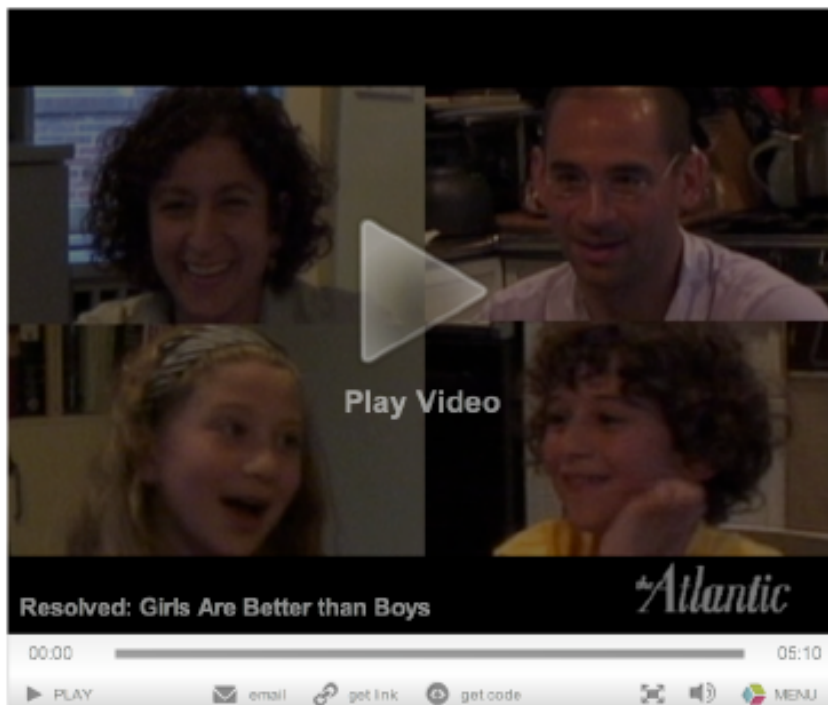 Play Video
Resolved: Girls Are Better than Boys
the Atlantic
00:00 05:10
PLAY email get link get code MENU